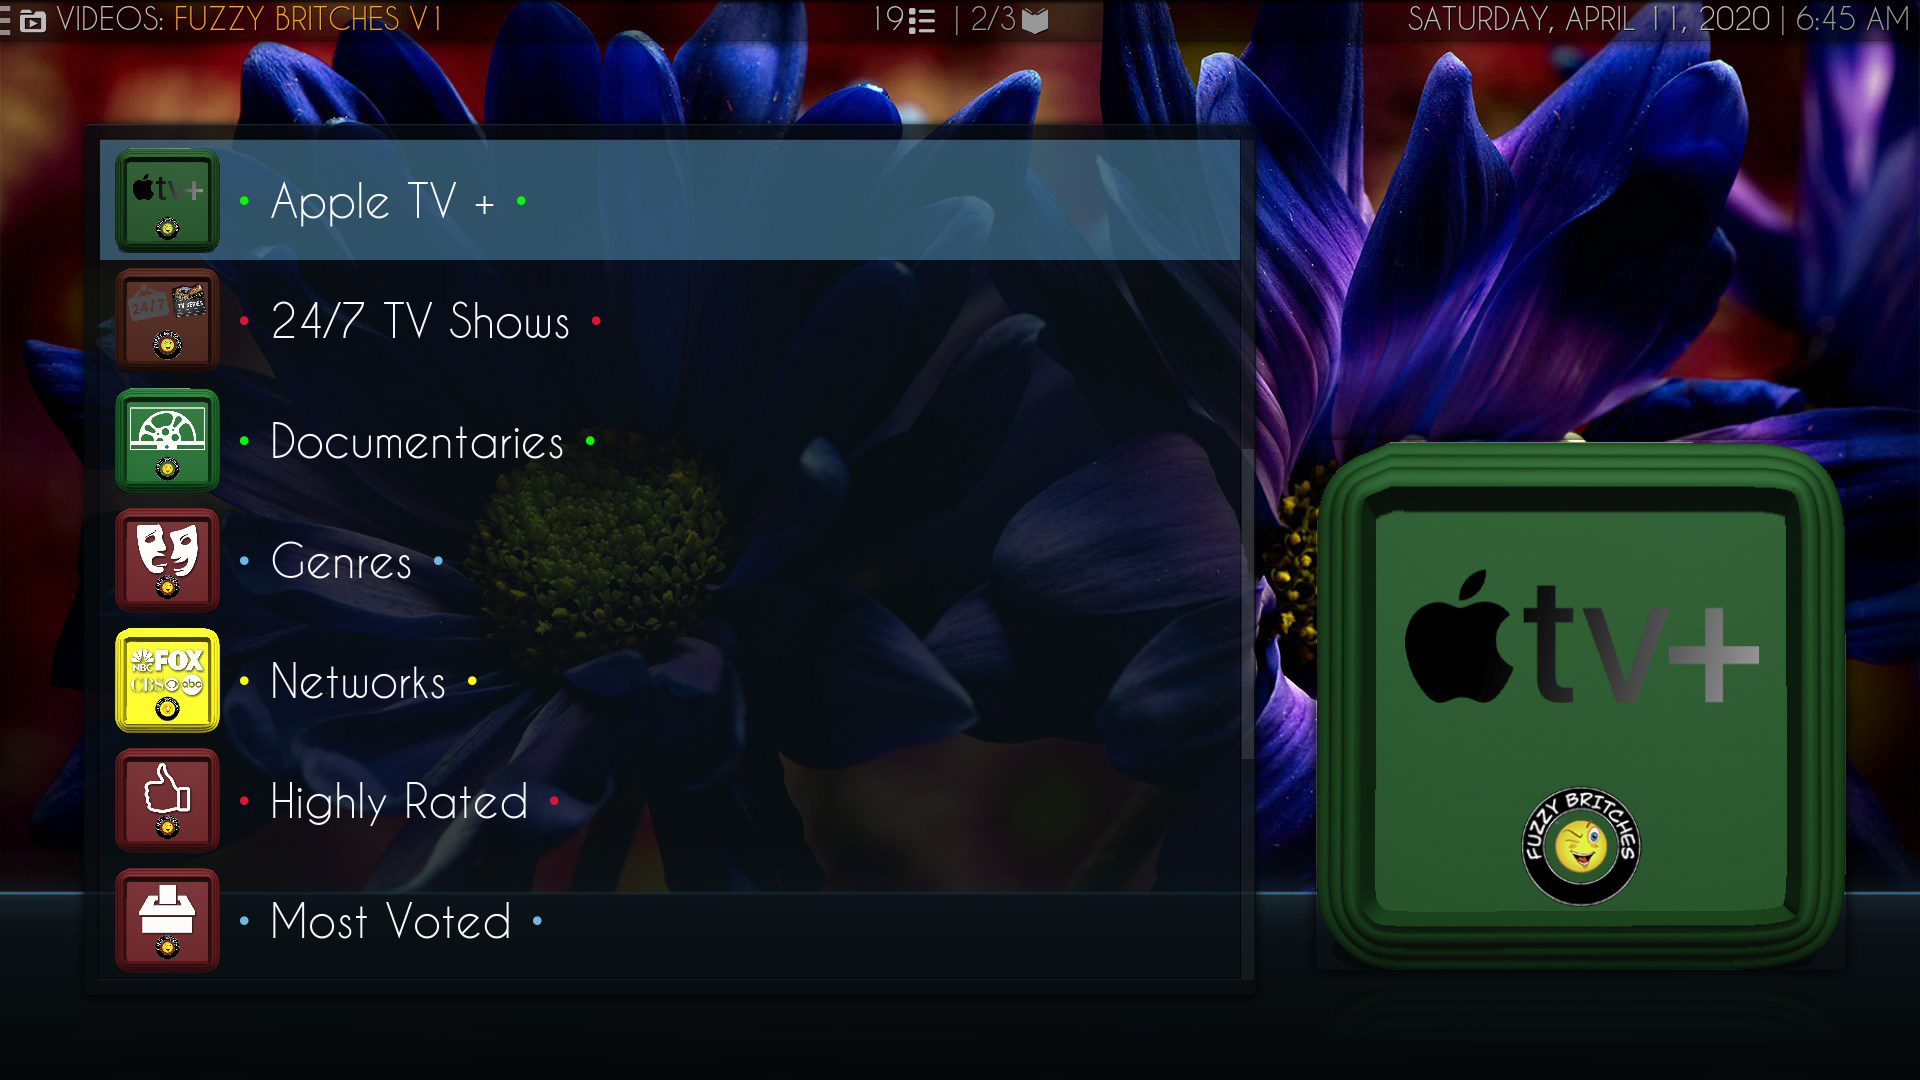 VIDEOS: FUZZY BRITCHES V1
19 | 2/3
SATURDAY, APRIL 11, 2020 | 6:45 AM
tv+
• Apple TV + •
24/7
TV SERIES
• 24/7 TV Shows •
• Documentaries •
• Genres •
NBC FOX
CBS abc
• Networks •
• Highly Rated •
• Most Voted •
tv+
FUZZY BRITCHES